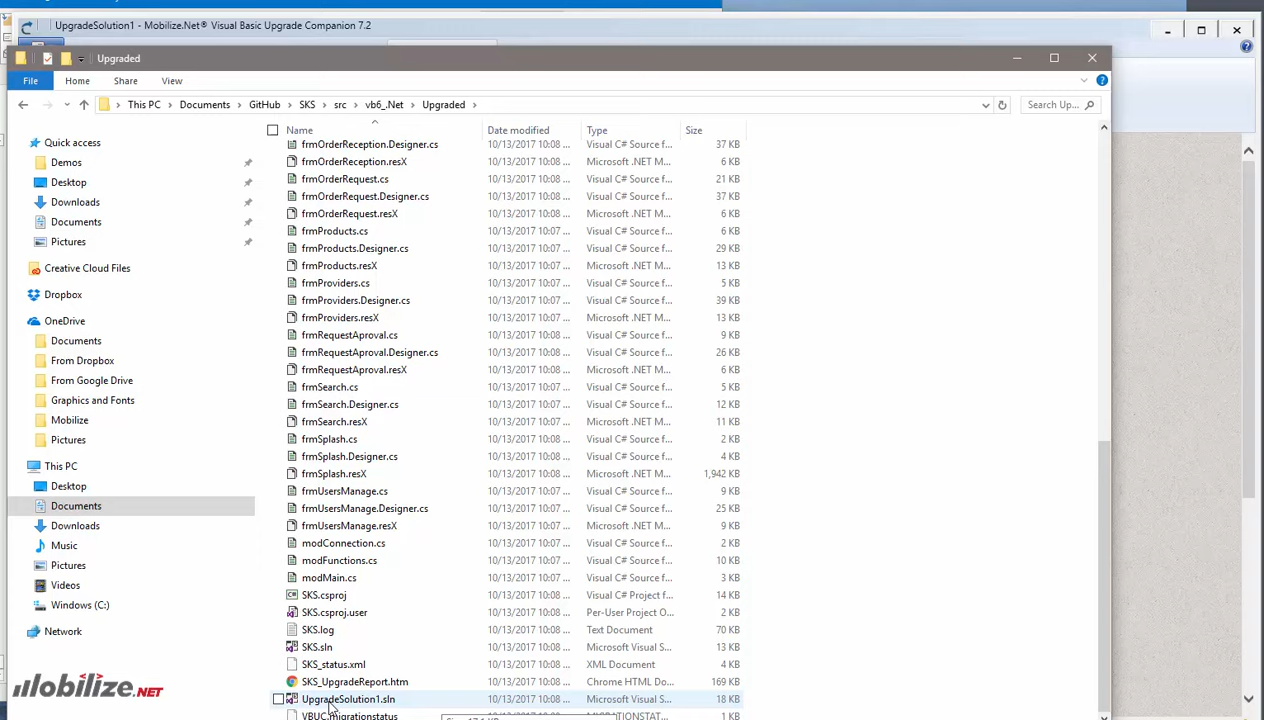 UpgradeSolution1 - Mobilize.Net® Visual Basic Upgrade Companion 7.2
Upgraded
File Home Share View
This PC > Documents > GitHub > SKS > src > vb6_.Net > Upgraded >
Search Up...
Name Date modified Type Size
Quick access
Demos
Desktop
Downloads
Documents
Pictures
Creative Cloud Files
Dropbox
OneDrive
Documents
From Dropbox
From Google Drive
Graphics and Fonts
Mobilize
Pictures
This PC
Desktop
Documents
Downloads
Music
Pictures
Videos
Windows (C:)
Network
frmOrderReception.Designer.cs 10/13/2017 10:08 ... Visual C# Source f... 37 KB
frmOrderReception.resX 10/13/2017 10:08 ... Microsoft .NET M... 6 KB
frmOrderRequest.cs 10/13/2017 10:08 ... Visual C# Source f... 21 KB
frmOrderRequest.Designer.cs 10/13/2017 10:08 ... Visual C# Source f... 37 KB
frmOrderRequest.resX 10/13/2017 10:08 ... Microsoft .NET M... 6 KB
frmProducts.cs 10/13/2017 10:07 ... Visual C# Source f... 6 KB
frmProducts.Designer.cs 10/13/2017 10:08 ... Visual C# Source f... 29 KB
frmProducts.resX 10/13/2017 10:07 ... Microsoft .NET M... 13 KB
frmProviders.cs 10/13/2017 10:07 ... Visual C# Source f... 5 KB
frmProviders.Designer.cs 10/13/2017 10:08 ... Visual C# Source f... 39 KB
frmProviders.resX 10/13/2017 10:07 ... Microsoft .NET M... 13 KB
frmRequestAproval.cs 10/13/2017 10:07 ... Visual C# Source f... 9 KB
frmRequestAproval.Designer.cs 10/13/2017 10:08 ... Visual C# Source f... 26 KB
frmRequestAproval.resX 10/13/2017 10:07 ... Microsoft .NET M... 6 KB
frmSearch.cs 10/13/2017 10:07 ... Visual C# Source f... 5 KB
frmSearch.Designer.cs 10/13/2017 10:08 ... Visual C# Source f... 12 KB
frmSearch.resX 10/13/2017 10:07 ... Microsoft .NET M... 11 KB
frmSplash.cs 10/13/2017 10:08 ... Visual C# Source f... 2 KB
frmSplash.Designer.cs 10/13/2017 10:08 ... Visual C# Source f... 4 KB
frmSplash.resX 10/13/2017 10:08 ... Microsoft .NET M... 1,942 KB
frmUsersManage.cs 10/13/2017 10:07 ... Visual C# Source f... 9 KB
frmUsersManage.Designer.cs 10/13/2017 10:08 ... Visual C# Source f... 25 KB
frmUsersManage.resX 10/13/2017 10:07 ... Microsoft .NET M... 9 KB
modConnection.cs 10/13/2017 10:08 ... Visual C# Source f... 2 KB
modFunctions.cs 10/13/2017 10:08 ... Visual C# Source f... 10 KB
modMain.cs 10/13/2017 10:07 ... Visual C# Source f... 3 KB
SKS.csproj 10/13/2017 10:08 ... Visual C# Project f... 14 KB
SKS.csproj.user 10/13/2017 10:08 ... Per-User Project O... 2 KB
SKS.log 10/13/2017 10:08 ... Text Document 70 KB
SKS.sln 10/13/2017 10:08 ... Microsoft Visual S... 13 KB
SKS_status.xml 10/13/2017 10:08 ... XML Document 4 KB
SKS_UpgradeReport.htm 10/13/2017 10:08 ... Chrome HTML Do... 169 KB
UpgradeSolution1.sln 10/13/2017 10:08 ... Microsoft Visual S... 18 KB
VBUC.migrationstatus
mobilize.NET